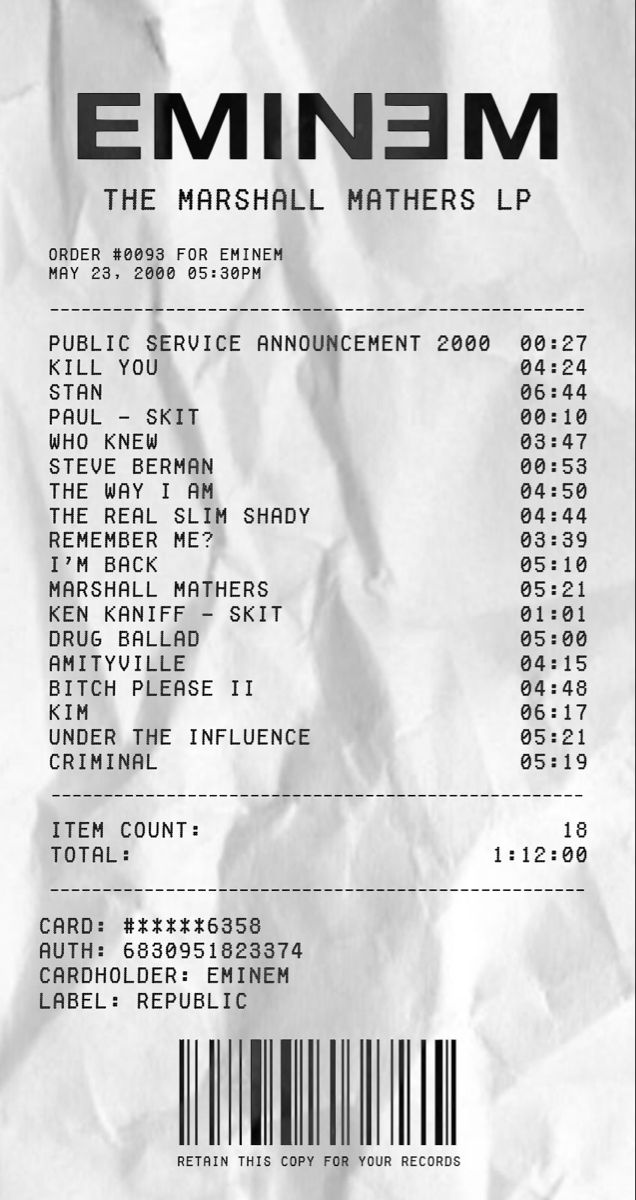 EMINƎM
THE MARSHALL MATHERS LP
ORDER #0093 FOR EMINEM
MAY 23, 2000 05:30PM
PUBLIC SERVICE ANNOUNCEMENT 2000 00:27
KILL YOU 04:24
STAN 06:44
PAUL - SKIT 00:10
WHO KNEW 03:47
STEVE BERMAN 00:53
THE WAY I AM 04:50
THE REAL SLIM SHADY 04:44
REMEMBER ME? 03:39
I'M BACK 05:10
MARSHALL MATHERS 05:21
KEN KANIFF - SKIT 01:01
DRUG BALLAD 05:00
AMITYVILLE 04:15
BITCH PLEASE II 04:48
KIM 06:17
UNDER THE INFLUENCE 05:21
CRIMINAL 05:19
ITEM COUNT: 18
TOTAL: 1:12:00
CARD: #*****6358
AUTH: 6830951823374
CARDHOLDER: EMINEM
LABEL: REPUBLIC
RETAIN THIS COPY FOR YOUR RECORDS